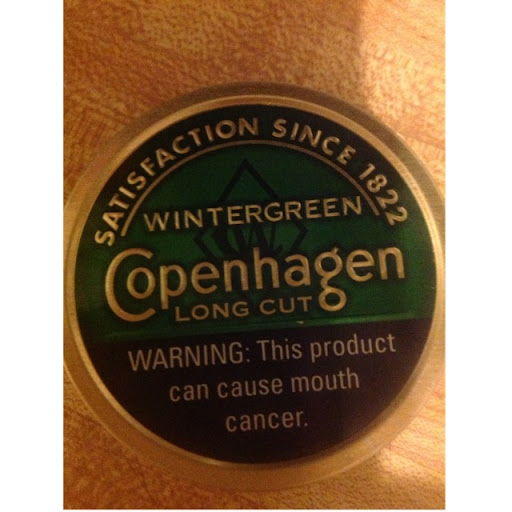 SATISFACTION SINCE 1822
WINTERGREEN
Copenhagen
LONG CUT
WARNING: This product
can cause mouth
cancer.